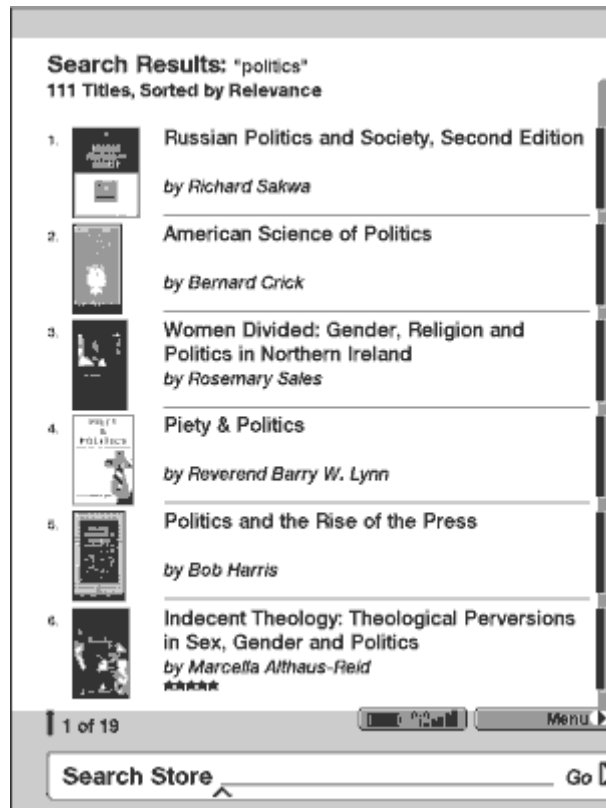 Search Results: "politics"
111 Titles, Sorted by Relevance
1.
Russian Politics and Society, Second Edition
by Richard Sakwa
2.
American Science of Politics
by Bernard Crick
3.
Women Divided: Gender, Religion and
Politics in Northern Ireland
by Rosemary Sales
4.
PIETY
&
POLITICS
Piety & Politics
by Reverend Barry W. Lynn
5.
Politics and the Rise of the Press
by Bob Harris
6.
Indecent Theology: Theological Perversions
in Sex, Gender and Politics
by Marcella Althaus-Reid
★★★★★
1 of 19
Menu
Search Store
Go